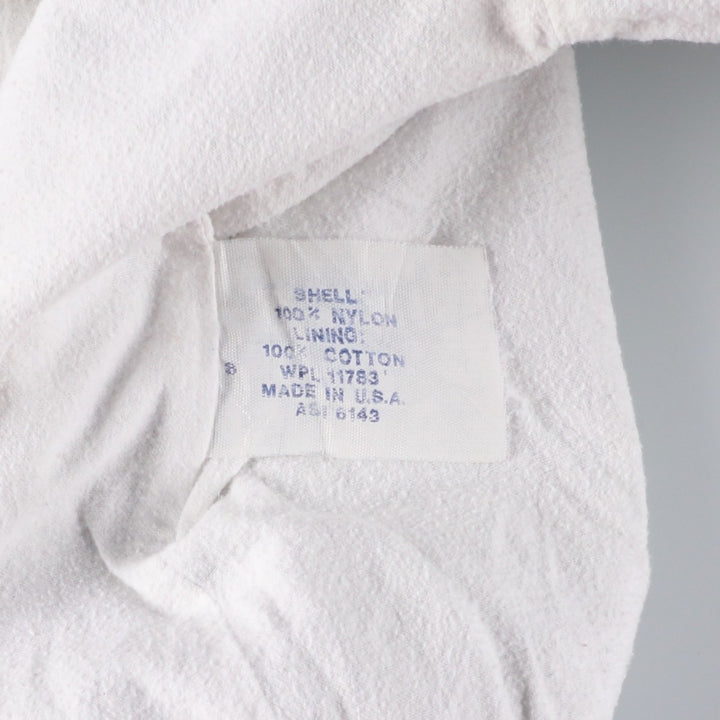 SHELL:
100% NYLON
LINING:
100% COTTON
WPL 11783
MADE IN U.S.A.
ASI 6143